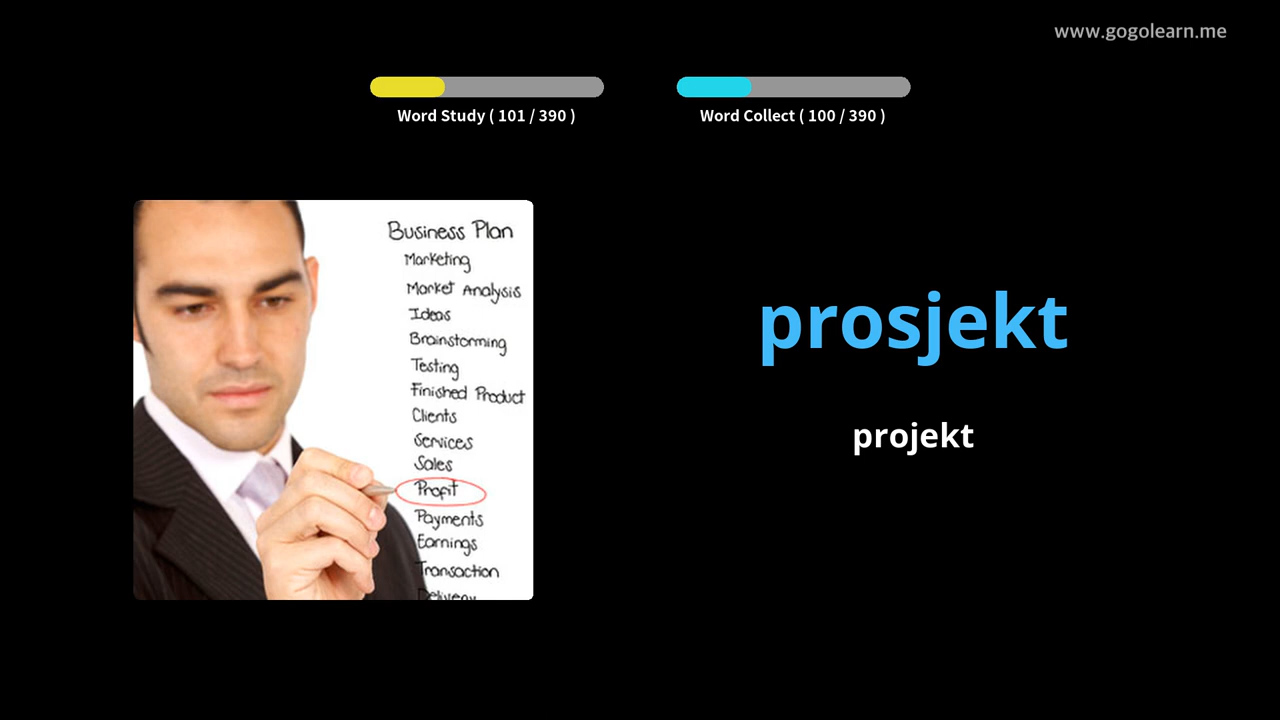 www.gogolearn.me
Word Study ( 101 / 390 )
Word Collect ( 100 / 390 )
Business Plan
Marketing
Market Analysis
Ideas
Brainstorming
Testing
Finished Product
Clients
Services
Sales
Profit
Payments
Earnings
Transaction
Delivery
prosjekt
projekt